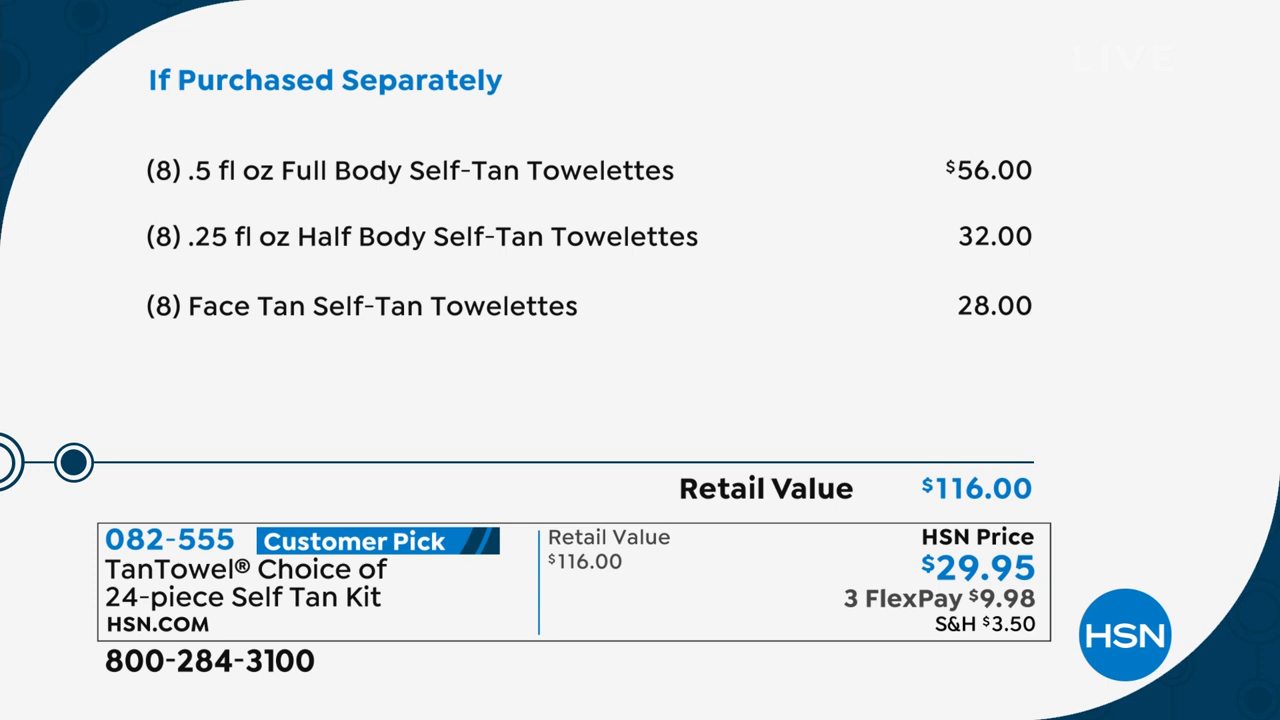 LIVE
If Purchased Separately
(8) .5 fl oz Full Body Self-Tan Towelettes $56.00
(8) .25 fl oz Half Body Self-Tan Towelettes 32.00
(8) Face Tan Self-Tan Towelettes 28.00
Retail Value $116.00
082-555 Customer Pick
TanTowel® Choice of
24-piece Self Tan Kit
HSN.COM
Retail Value
$116.00
HSN Price
$29.95
3 FlexPay $9.98
S&H $3.50
HSN
800-284-3100